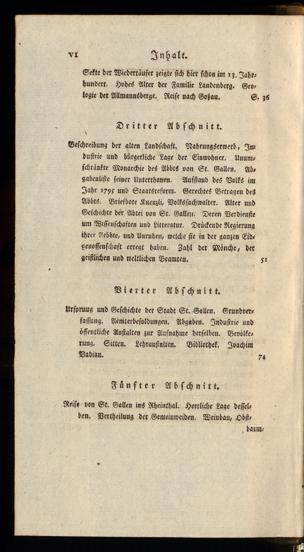 VI Inhalt.
Sekte der Wiedertäufer zeigte sich hier schon im 13. Jahr-
hundert. Hohes Alter der Familie Landenberg. Geo-
logie der Allmannsberge. Reise nach Goßau. S. 36
Dritter Abschnitt.
Beschreibung der alten Landschaft. Nahrungserwerb, In-
dustrie und bürgerliche Lage der Einwohner. Unum-
schränkte Monarchie des Abbts von St. Gallen. Ab-
gabenliste seiner Unterthanen. Aufstand des Volks im
Jahr 1795 und Staatsreform. Gerechtes Betragen des
Abbts. Briefbote Kuenzli, Volkssachwalter. Alter und
Geschichte der Abtei von St. Gallen. Deren Verdienste
um Wissenschaften und Litteratur. Drückende Regierung
ihrer Aebbte, und Unruhen, welche sie in der ganzen Eid-
genossenschaft erregt haben. Zahl der Mönche, der
geistlichen und weltlichen Beamten. 51
Vierter Abschnitt.
Ursprung und Geschichte der Stadt St. Gallen. Grundver-
fassung. Aemterbesoldungen. Abgaben. Industrie und
öffentliche Anstalten zur Aufnahme derselben. Bevölke-
rung. Sitten. Lehranstalten. Bibliothek. Joachim
Vadian. 74
Fünfter Abschnitt.
Reise von St. Gallen ins Rheinthal. Herrliche Lage dessel-
ben. Vertheilung der Gemeinweiden. Weinbau, Obst-
baum-